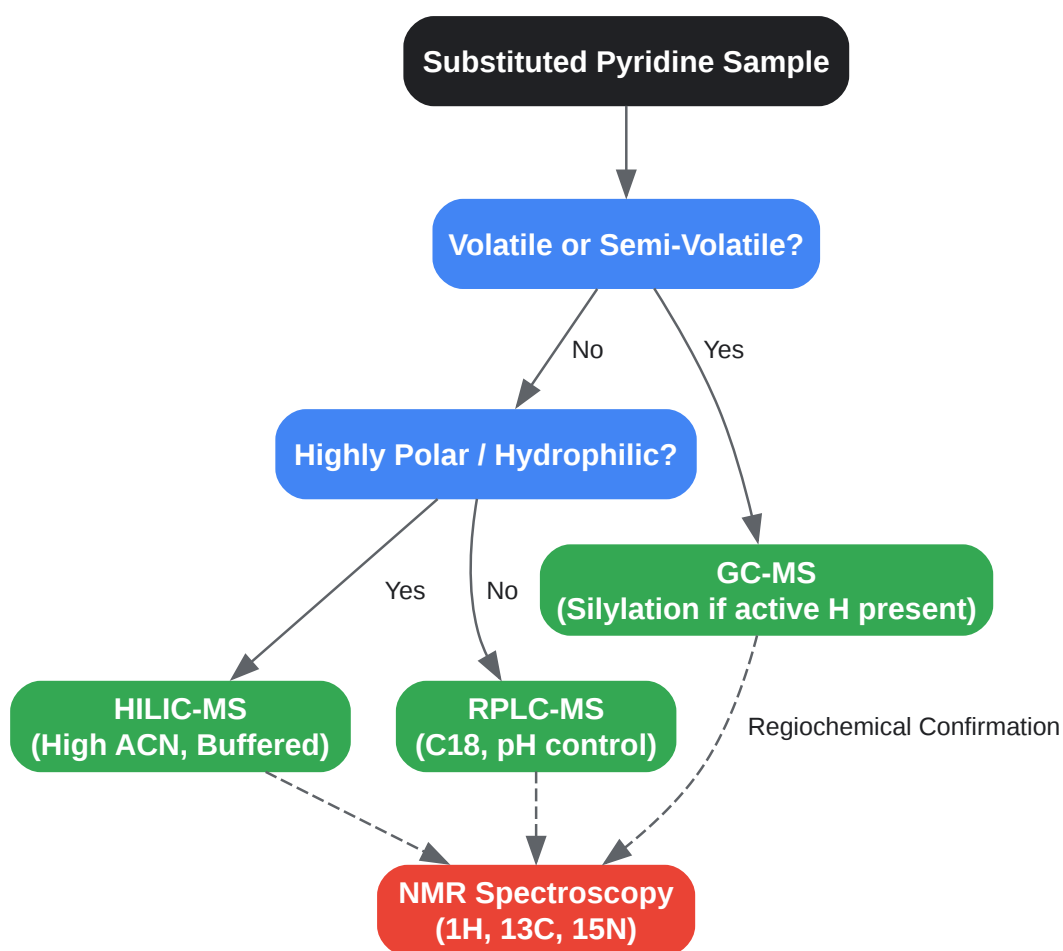 Substituted Pyridine Sample
Volatile or Semi-Volatile?
No
Yes
Highly Polar / Hydrophilic?
Yes
No
GC-MS
(Silylation if active H present)
HILIC-MS
(High ACN, Buffered)
RPLC-MS
(C18, pH control)
Regiochemical Confirmation
NMR Spectroscopy
(1H, 13C, 15N)